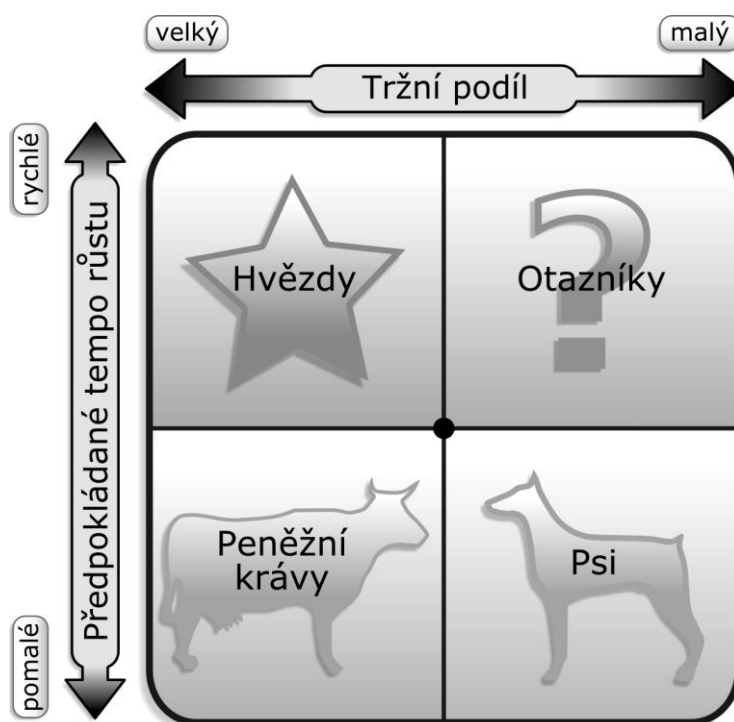 velký
malý
Tržní podíl
rychlé
Předpokládané tempo růstu
pomalé
Hvězdy
Otazníky
Peněžní
krávy
Psi